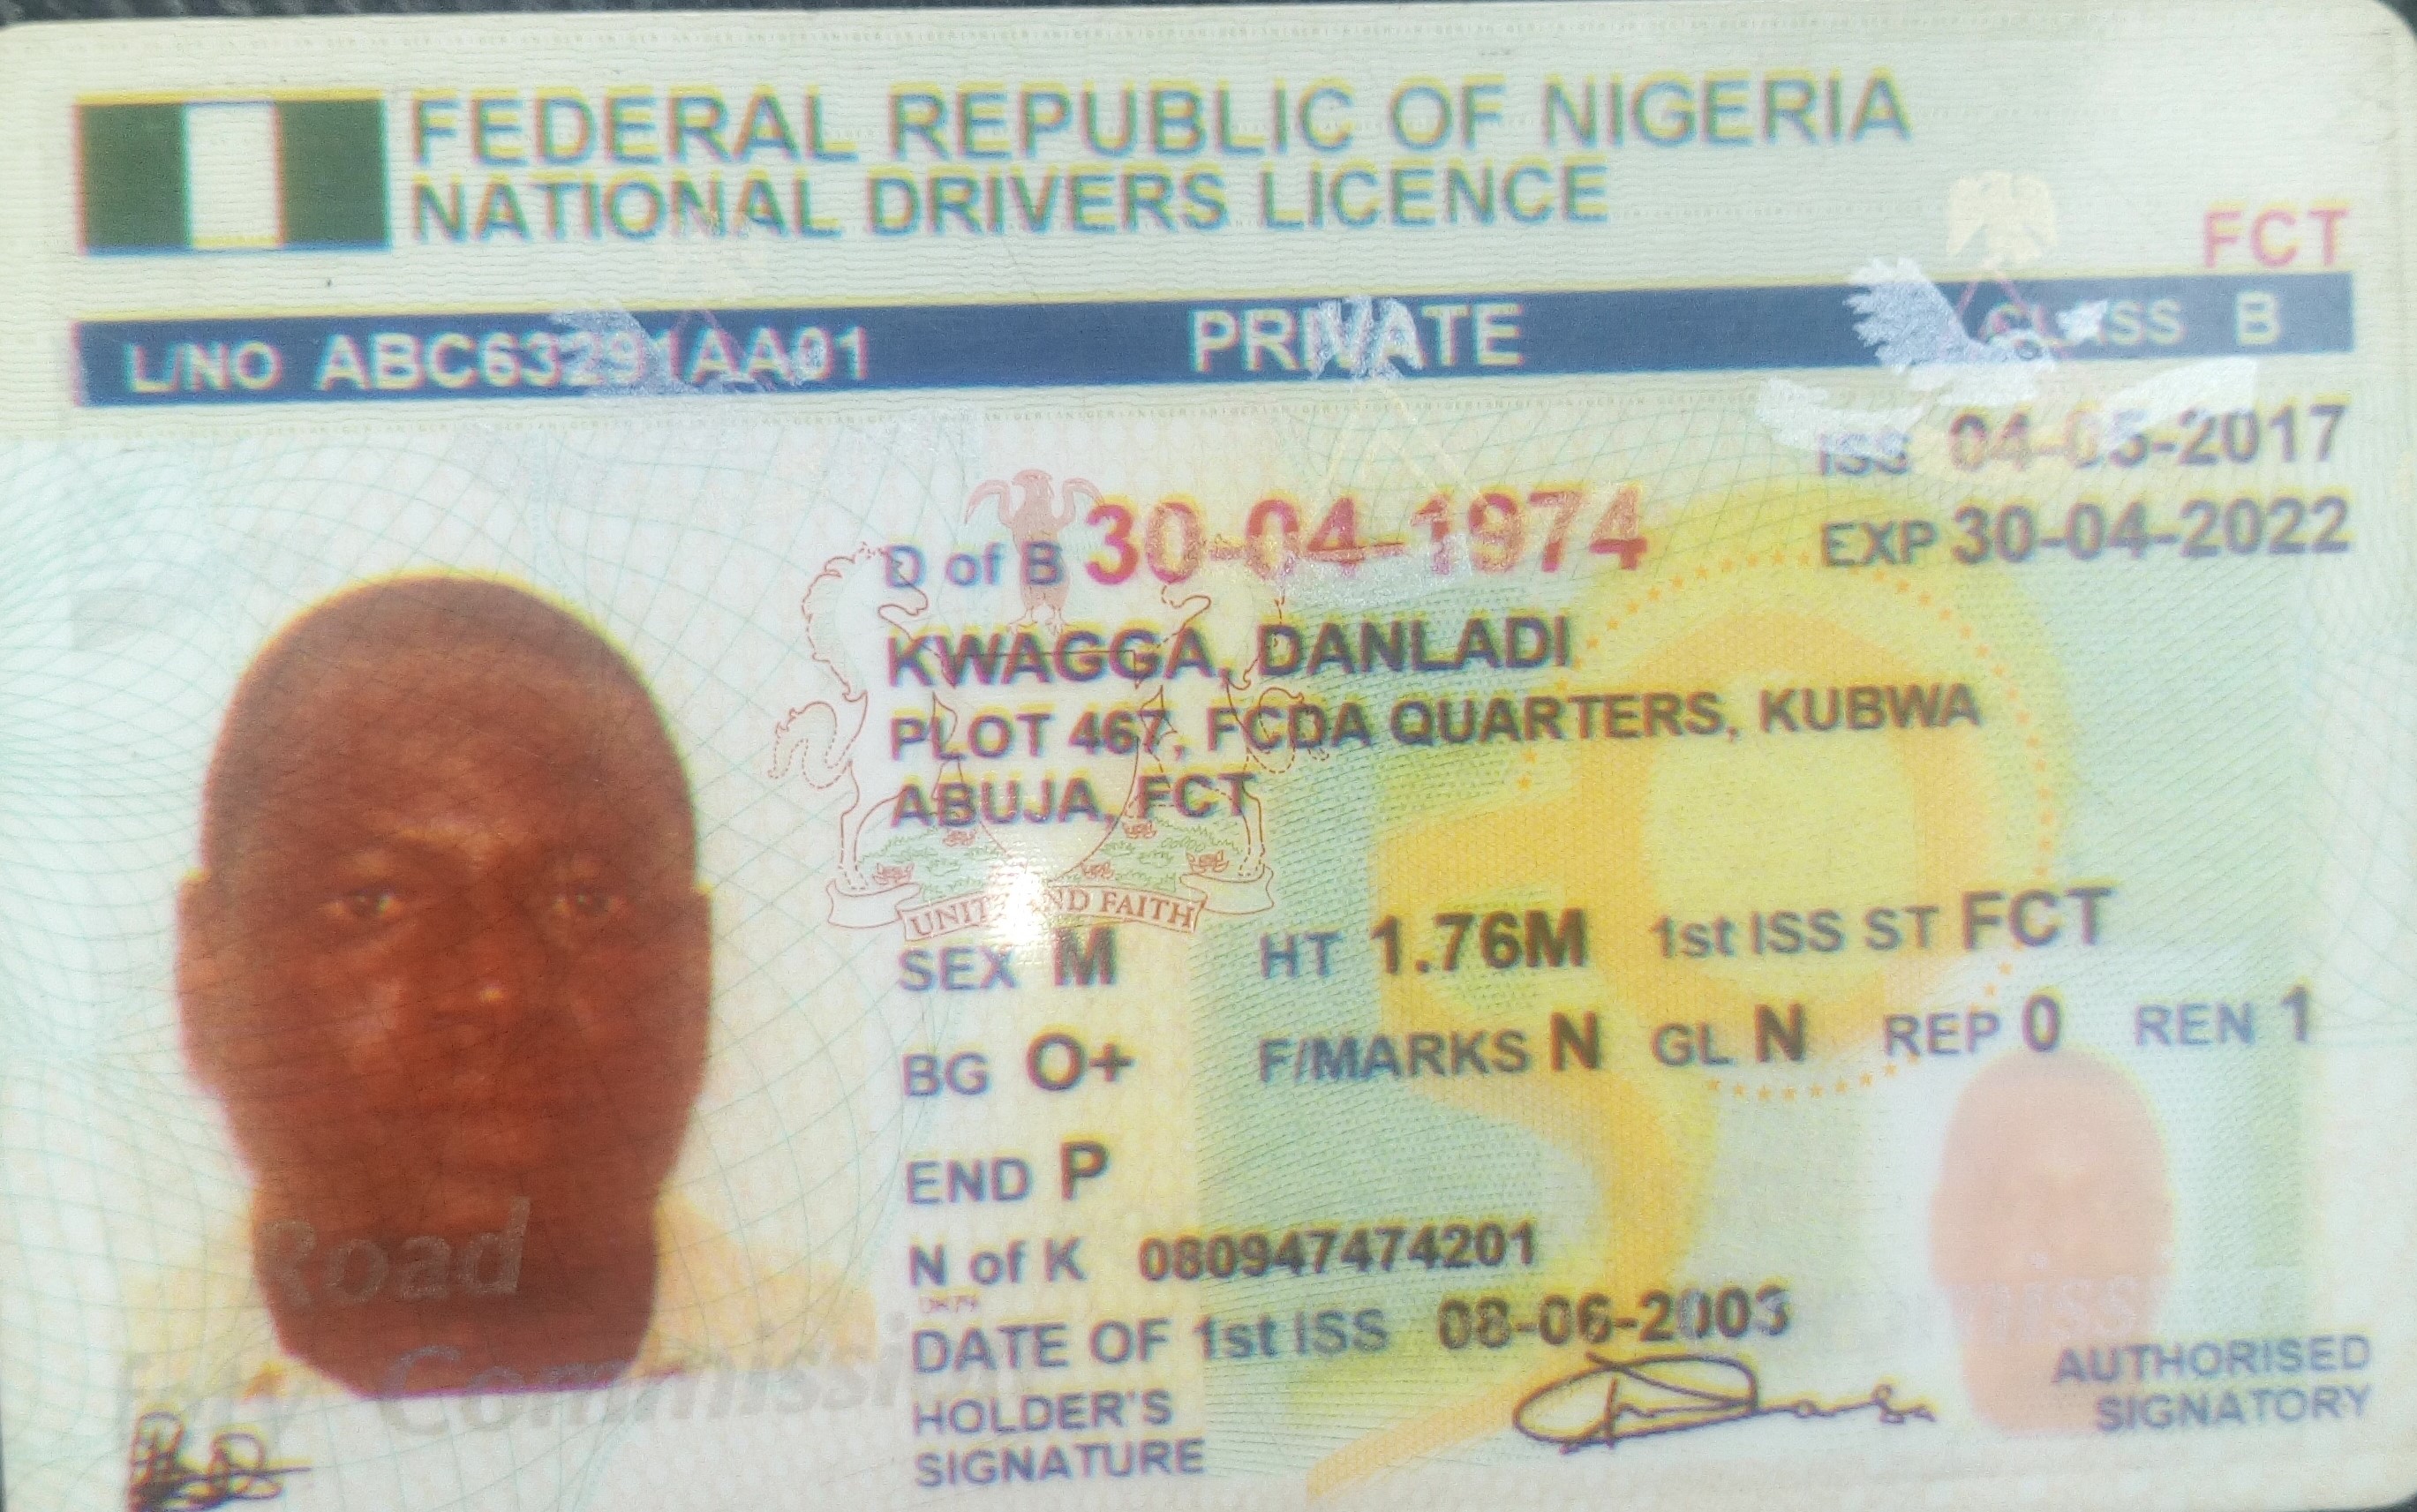 FEDERAL REPUBLIC OF NIGERIA
NATIONAL DRIVERS LICENCE
FCT
L/NO ABC63291AA01 PRIVATE CLASS B
ISS 04-05-2017
D of B 30-04-1974 EXP 30-04-2022
KWAGGA, DANLADI
PLOT 467, FCDA QUARTERS, KUBWA
ABUJA, FCT
UNITY AND FAITH
SEX M HT 1.76M 1st ISS ST FCT
BG O+ F/MARKS N GL N REP 0 REN 1
END P
N of K 080947474201
DATE OF 1st ISS 08-06-2003
Road
Commission
HOLDER'S
SIGNATURE
AUTHORISED
SIGNATORY